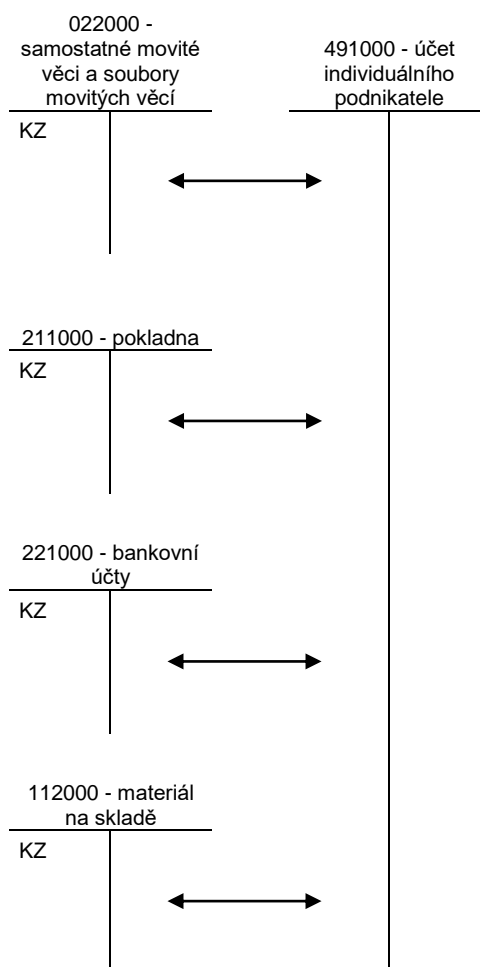 022000 -
samostatné movité
věci a soubory
movitých věcí
491000 - účet
individuálního
podnikatele
KZ
211000 - pokladna
KZ
221000 - bankovní
účty
KZ
112000 - materiál
na skladě
KZ